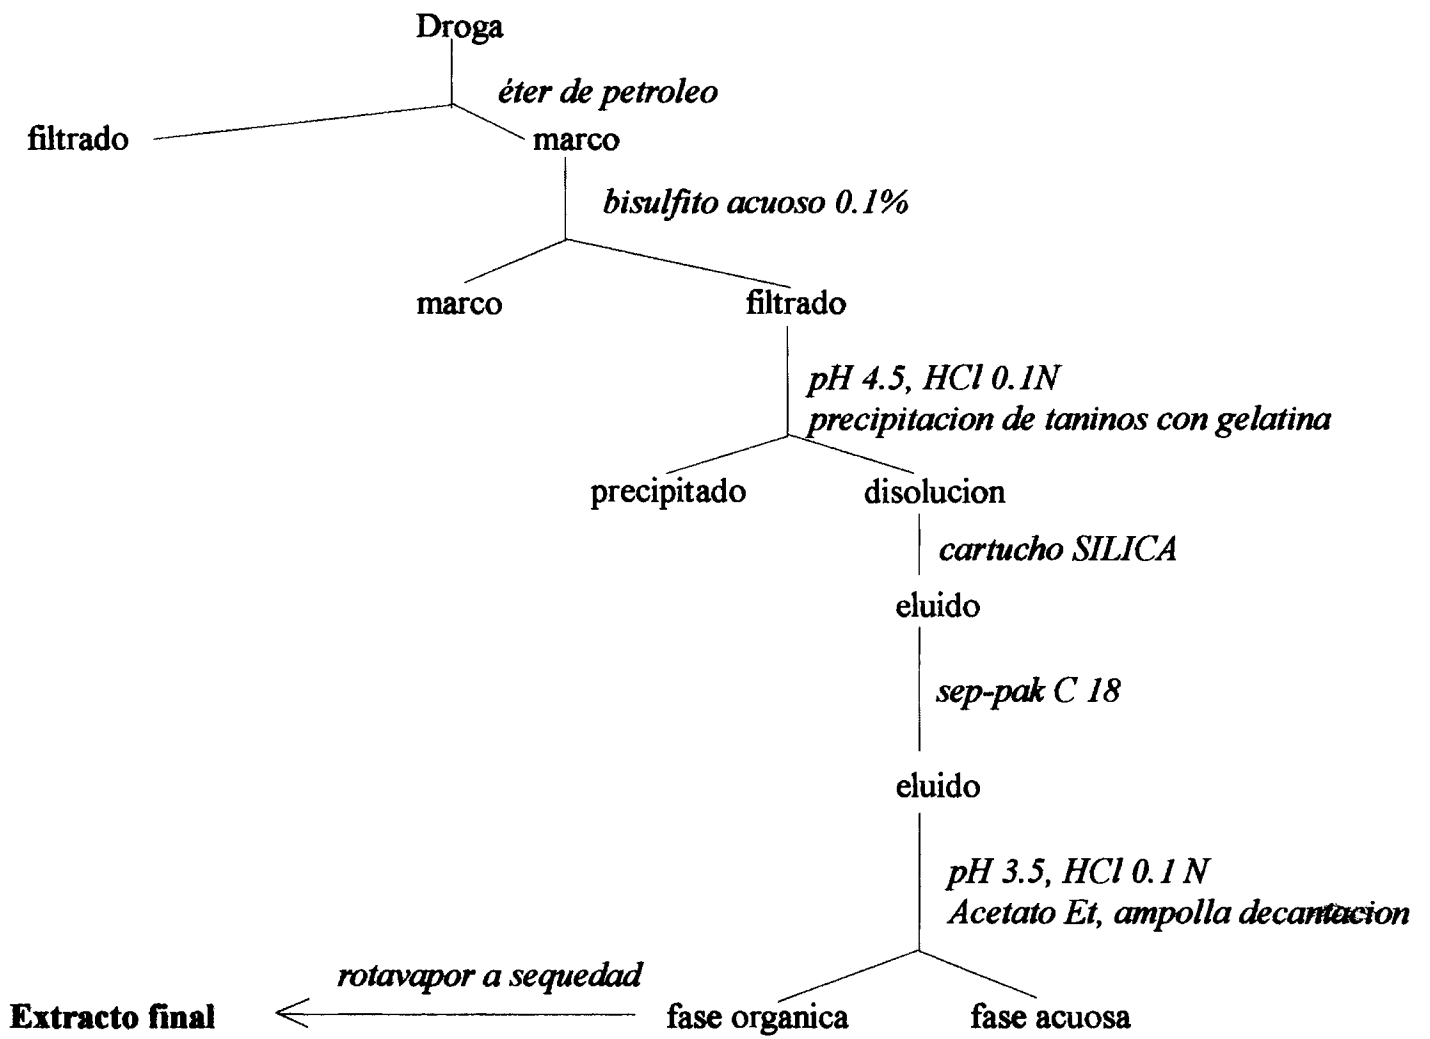 Droga
éter de petroleo
filtrado
marco
bisulfito acuoso 0.1%
marco
filtrado
pH 4.5, HCl 0.1N
precipitacion de taninos con gelatina
precipitado
disolucion
cartucho SILICA
eluido
sep-pak C 18
eluido
pH 3.5, HCl 0.1 N
Acetato Et, ampolla decantacion
rotavapor a sequedad
Extracto final
fase organica
fase acuosa